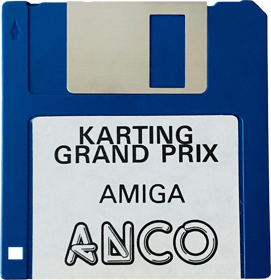 KARTING
GRAND PRIX
AMIGA
ANCO